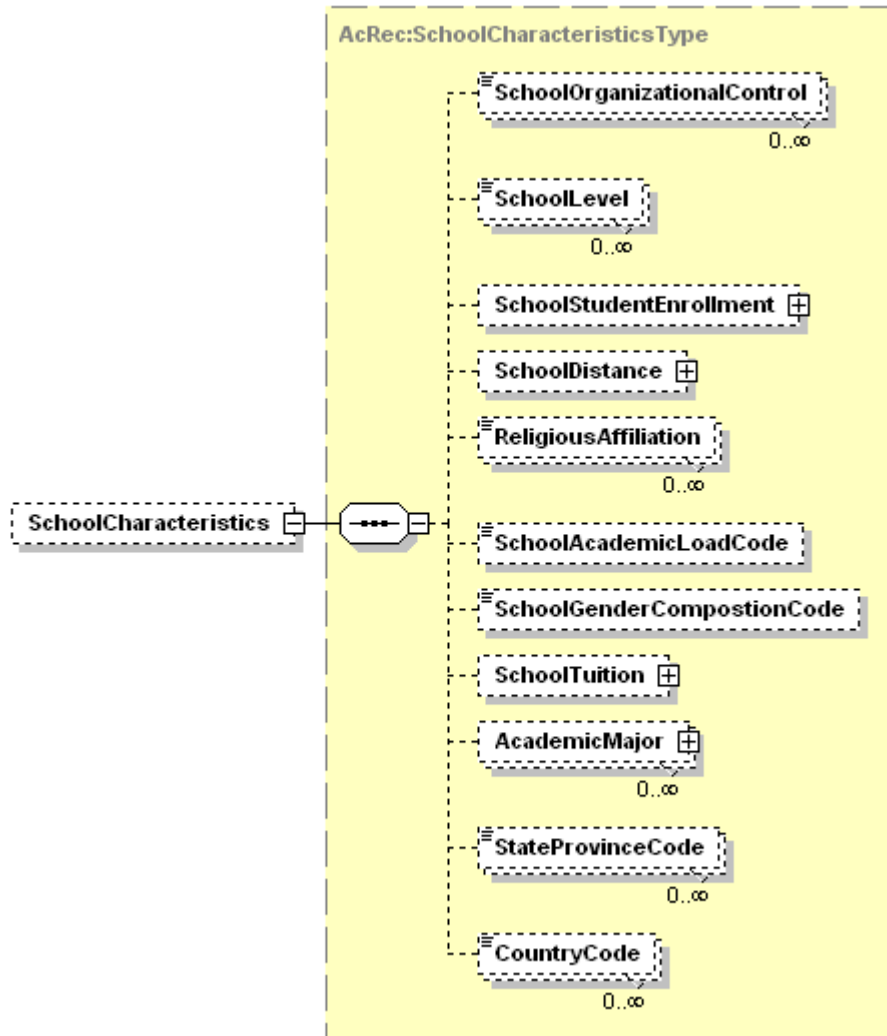 AcRec:SchoolCharacteristicsType
SchoolOrganizationalControl
0..∞
SchoolLevel
0..∞
SchoolStudentEnrollment
SchoolDistance
ReligiousAffiliation
0..∞
SchoolCharacteristics
SchoolAcademicLoadCode
SchoolGenderCompostionCode
SchoolTuition
AcademicMajor
0..∞
StateProvinceCode
0..∞
CountryCode
0..∞